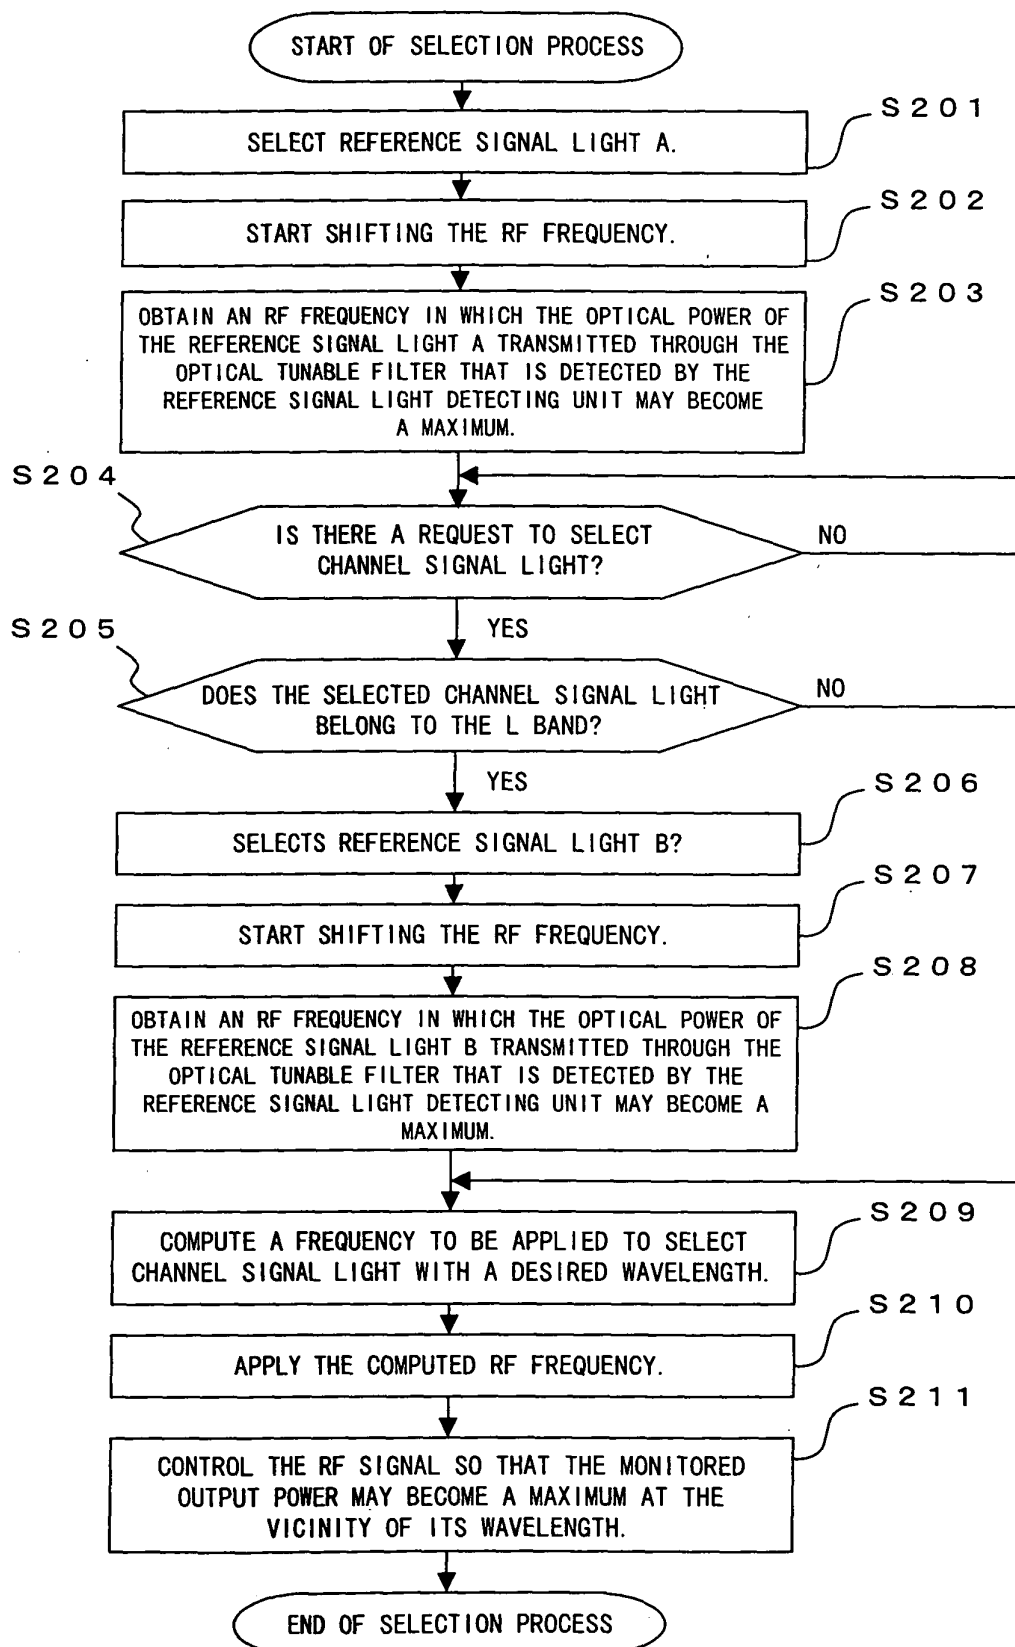 START OF SELECTION PROCESS
S201
SELECT REFERENCE SIGNAL LIGHT A.
S202
START SHIFTING THE RF FREQUENCY.
S203
OBTAIN AN RF FREQUENCY IN WHICH THE OPTICAL POWER OF
THE REFERENCE SIGNAL LIGHT A TRANSMITTED THROUGH THE
OPTICAL TUNABLE FILTER THAT IS DETECTED BY THE
REFERENCE SIGNAL LIGHT DETECTING UNIT MAY BECOME
A MAXIMUM.
S204
IS THERE A REQUEST TO SELECT
CHANNEL SIGNAL LIGHT?
NO
YES
S205
DOES THE SELECTED CHANNEL SIGNAL LIGHT
BELONG TO THE L BAND?
NO
YES
S206
SELECTS REFERENCE SIGNAL LIGHT B?
S207
START SHIFTING THE RF FREQUENCY.
S208
OBTAIN AN RF FREQUENCY IN WHICH THE OPTICAL POWER OF
THE REFERENCE SIGNAL LIGHT B TRANSMITTED THROUGH THE
OPTICAL TUNABLE FILTER THAT IS DETECTED BY THE
REFERENCE SIGNAL LIGHT DETECTING UNIT MAY BECOME A
MAXIMUM.
S209
COMPUTE A FREQUENCY TO BE APPLIED TO SELECT
CHANNEL SIGNAL LIGHT WITH A DESIRED WAVELENGTH.
S210
APPLY THE COMPUTED RF FREQUENCY.
S211
CONTROL THE RF SIGNAL SO THAT THE MONITORED
OUTPUT POWER MAY BECOME A MAXIMUM AT THE
VICINITY OF ITS WAVELENGTH.
END OF SELECTION PROCESS